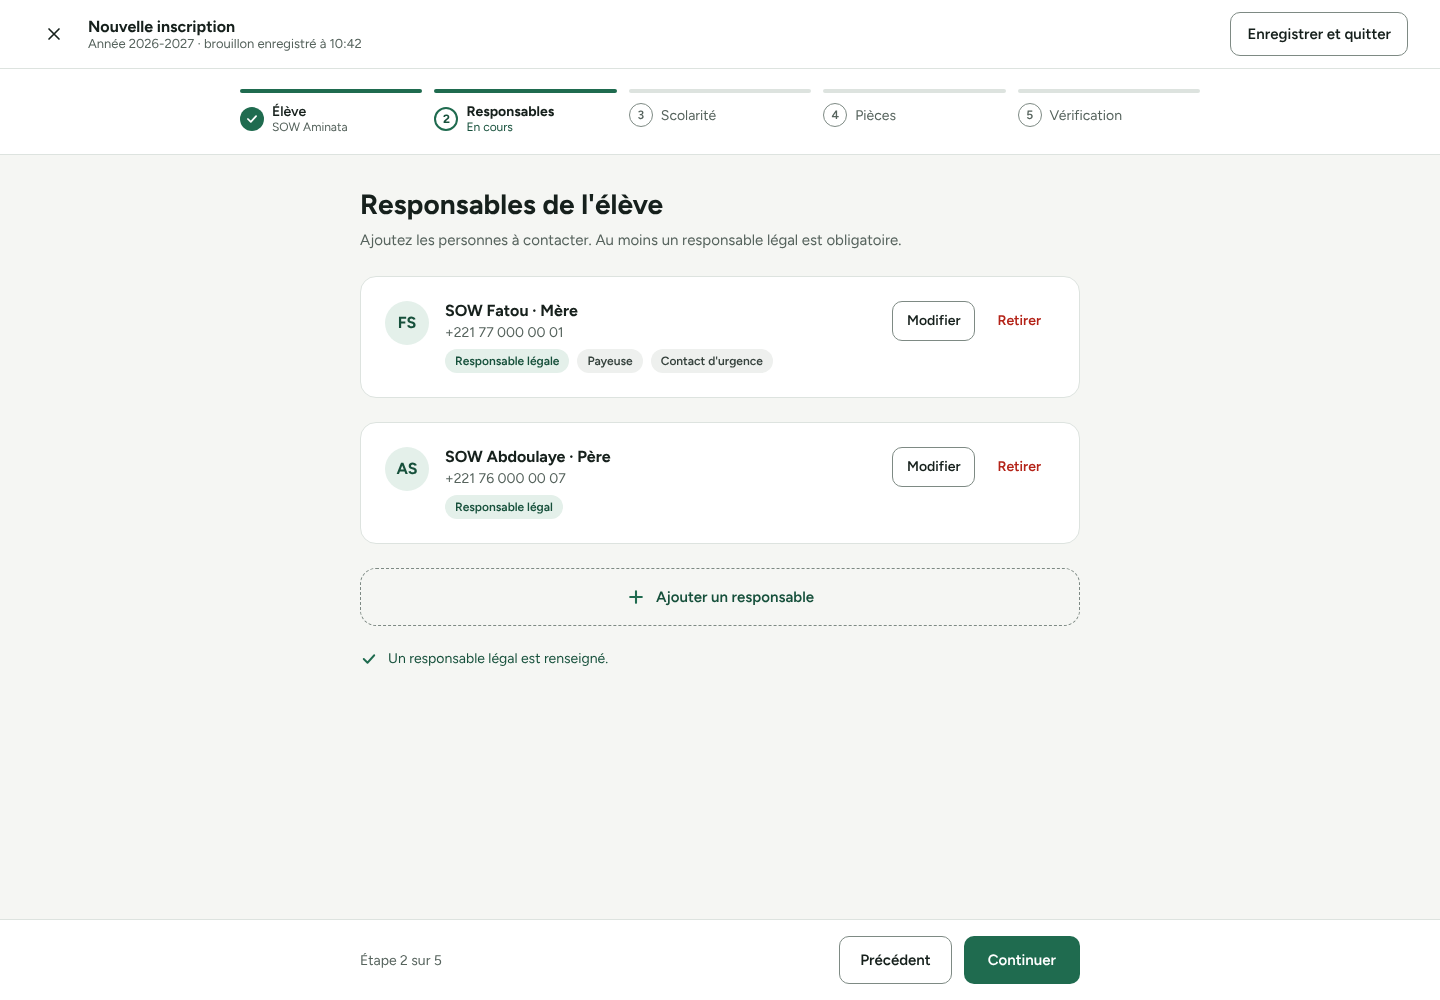 Nouvelle inscription
Année 2026-2027 · brouillon enregistré à 10:42
Enregistrer et quitter
Élève
SOW Aminata
2
Responsables
En cours
3
Scolarité
4
Pièces
5
Vérification
Responsables de l'élève
Ajoutez les personnes à contacter. Au moins un responsable légal est obligatoire.
FS
SOW Fatou · Mère
+221 77 000 00 01
Responsable légale
Payeuse
Contact d'urgence
Modifier
Retirer
AS
SOW Abdoulaye · Père
+221 76 000 00 07
Responsable légal
Modifier
Retirer
Ajouter un responsable
Un responsable légal est renseigné.
Étape 2 sur 5
Précédent
Continuer